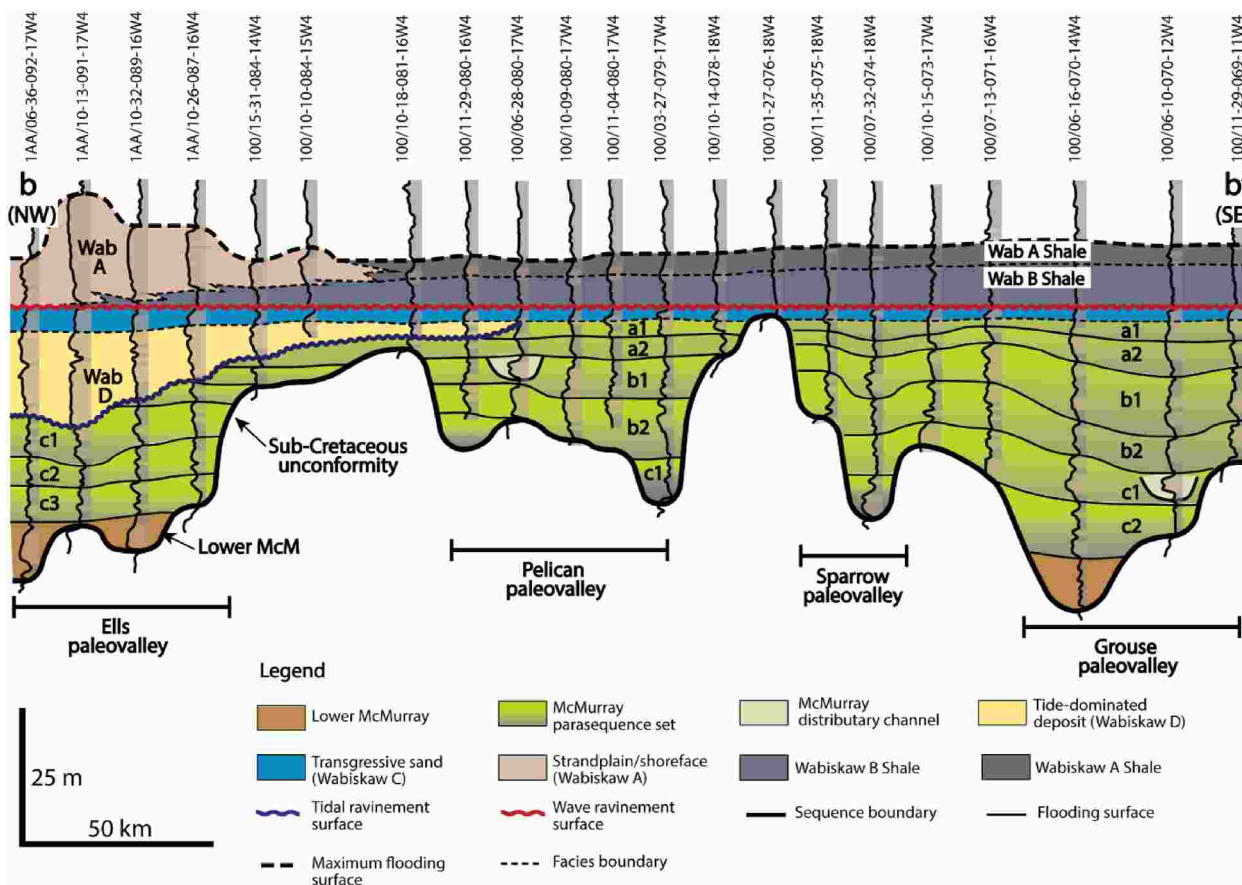 1AA/06-36-092-17W4
1AA/10-13-091-17W4
1AA/10-32-089-16W4
1AA/10-26-087-16W4
100/15-31-084-14W4
100/10-10-084-15W4
100/10-18-081-16W4
100/11-29-080-16W4
100/06-28-080-17W4
100/10-09-080-17W4
100/11-04-080-17W4
100/03-27-079-17W4
100/10-14-078-18W4
100/01-27-076-18W4
100/11-35-075-18W4
100/07-32-074-18W4
100/10-15-073-17W4
100/07-13-071-16W4
100/06-16-070-14W4
100/06-10-070-12W4
100/11-29-069-11W4
b
(NW)
b'
(SE
Wab
A
Wab A Shale
Wab B Shale
Wab
D
a1
a2
b1
b2
c1
a1
a2
b1
b2
c1
c2
c1
c2
c3
Sub-Cretaceous
unconformity
Lower McM
Ells
paleovalley
Pelican
paleovalley
Sparrow
paleovalley
Grouse
paleovalley
25 m
50 km
Legend
Lower McMurray
McMurray
parasequence set
McMurray
distributary channel
Tide-dominated
deposit (Wabiskaw D)
Transgressive sand
(Wabiskaw C)
Strandplain/shoreface
(Wabiskaw A)
Wabiskaw B Shale
Wabiskaw A Shale
Tidal ravinement
surface
Wave ravinement
surface
Sequence boundary
Flooding surface
Maximum flooding
surface
Facies boundary